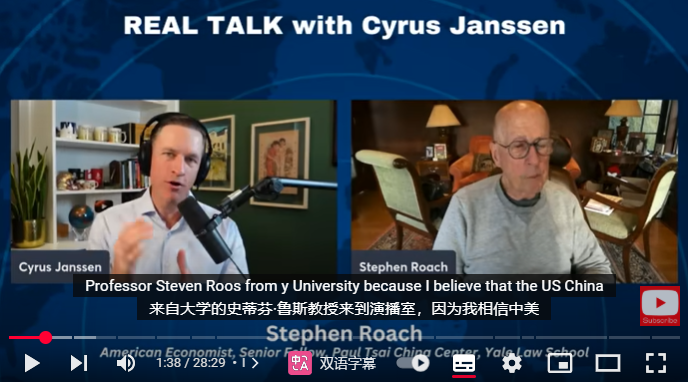 REAL TALK with Cyrus Janssen
Cyrus Janssen
Stephen Roach
Professor Steven Roos from y University because I believe that the US China
来自大学的史蒂芬·鲁斯教授来到演播室，因为我相信中美
Subscribe
Stephen Roach
American Economist, Senior Fellow, Paul Tsai China Center, Yale Law School
1:38 / 28:29 • I
双语字幕